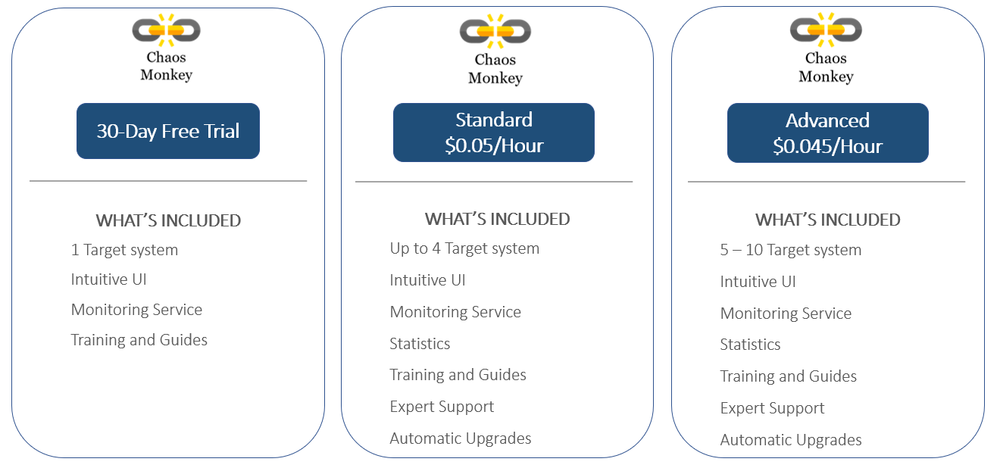 Chaos
Monkey
30-Day Free Trial
WHAT'S INCLUDED
1 Target system
Intuitive UI
Monitoring Service
Training and Guides
Chaos
Monkey
Standard
$0.05/Hour
WHAT'S INCLUDED
Up to 4 Target system
Intuitive UI
Monitoring Service
Statistics
Training and Guides
Expert Support
Automatic Upgrades
Chaos
Monkey
Advanced
$0.045/Hour
WHAT'S INCLUDED
5 – 10 Target system
Intuitive UI
Monitoring Service
Statistics
Training and Guides
Expert Support
Automatic Upgrades